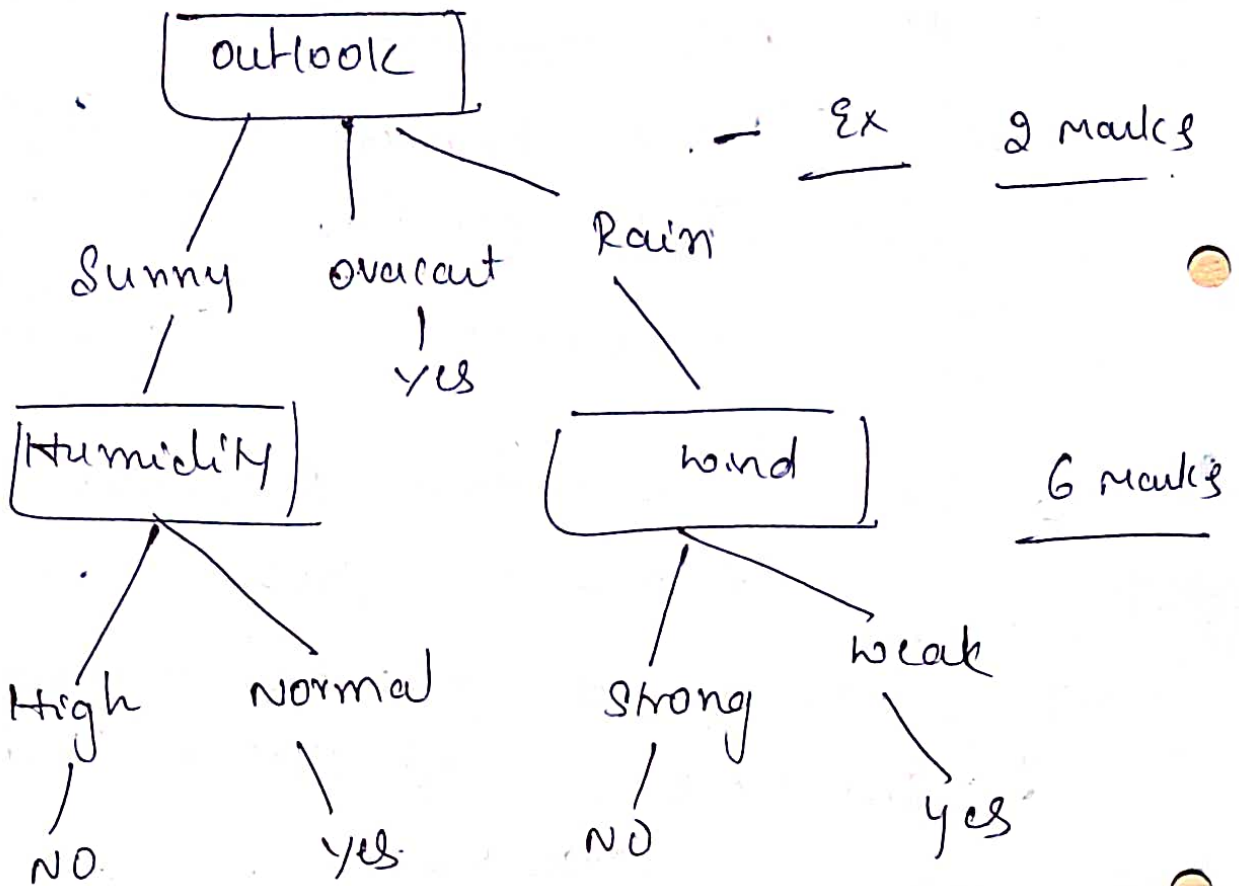 Outlook
- Ex 2 Marks
Sunny Overcast Rain
Yes
Humidity Wind
6 Marks
High Normal Strong Weak
NO Yes NO Yes